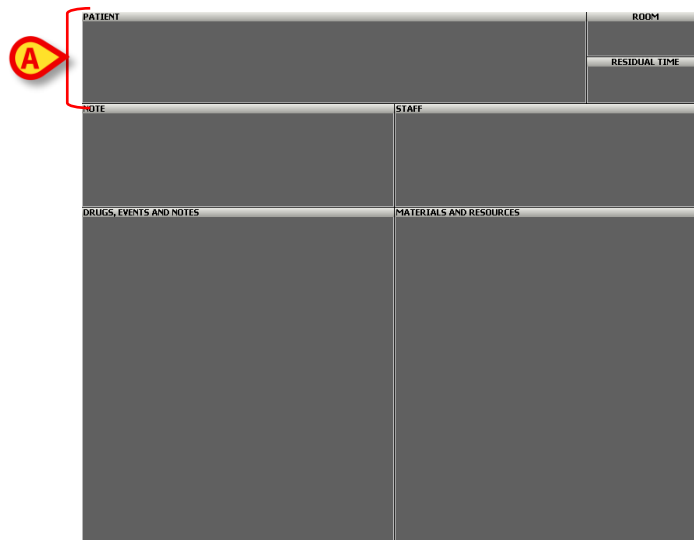 PATIENT
ROOM
A
RESIDUAL TIME
NOTE
STAFF
DRUGS, EVENTS AND NOTES
MATERIALS AND RESOURCES